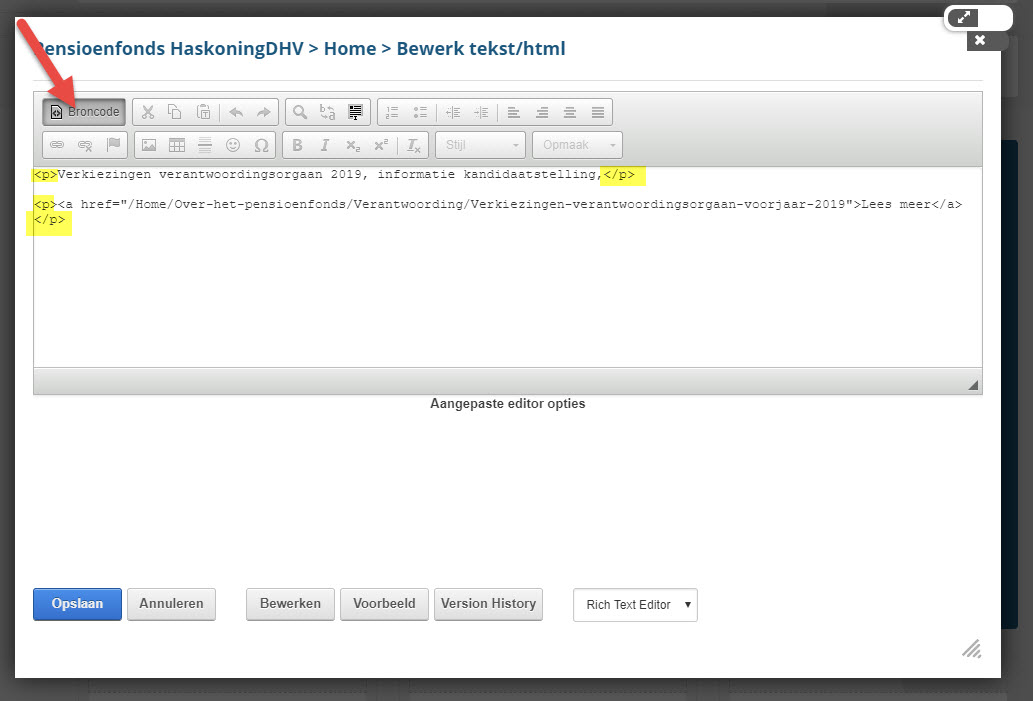 Pensioenfonds HaskoningDHV > Home > Bewerk tekst/html
Broncode
Stijl
Opmaak
<p>Verkiezingen verantwoordingsorgaan 2019, informatie kandidaatstelling,</p>
<p><a href="/Home/Over-het-pensioenfonds/Verantwoording/Verkiezingen-verantwoordingsorgaan-voorjaar-2019">Lees meer</a>
</p>
Aangepaste editor opties
Opslaan
Annuleren
Bewerken
Voorbeeld
Version History
Rich Text Editor